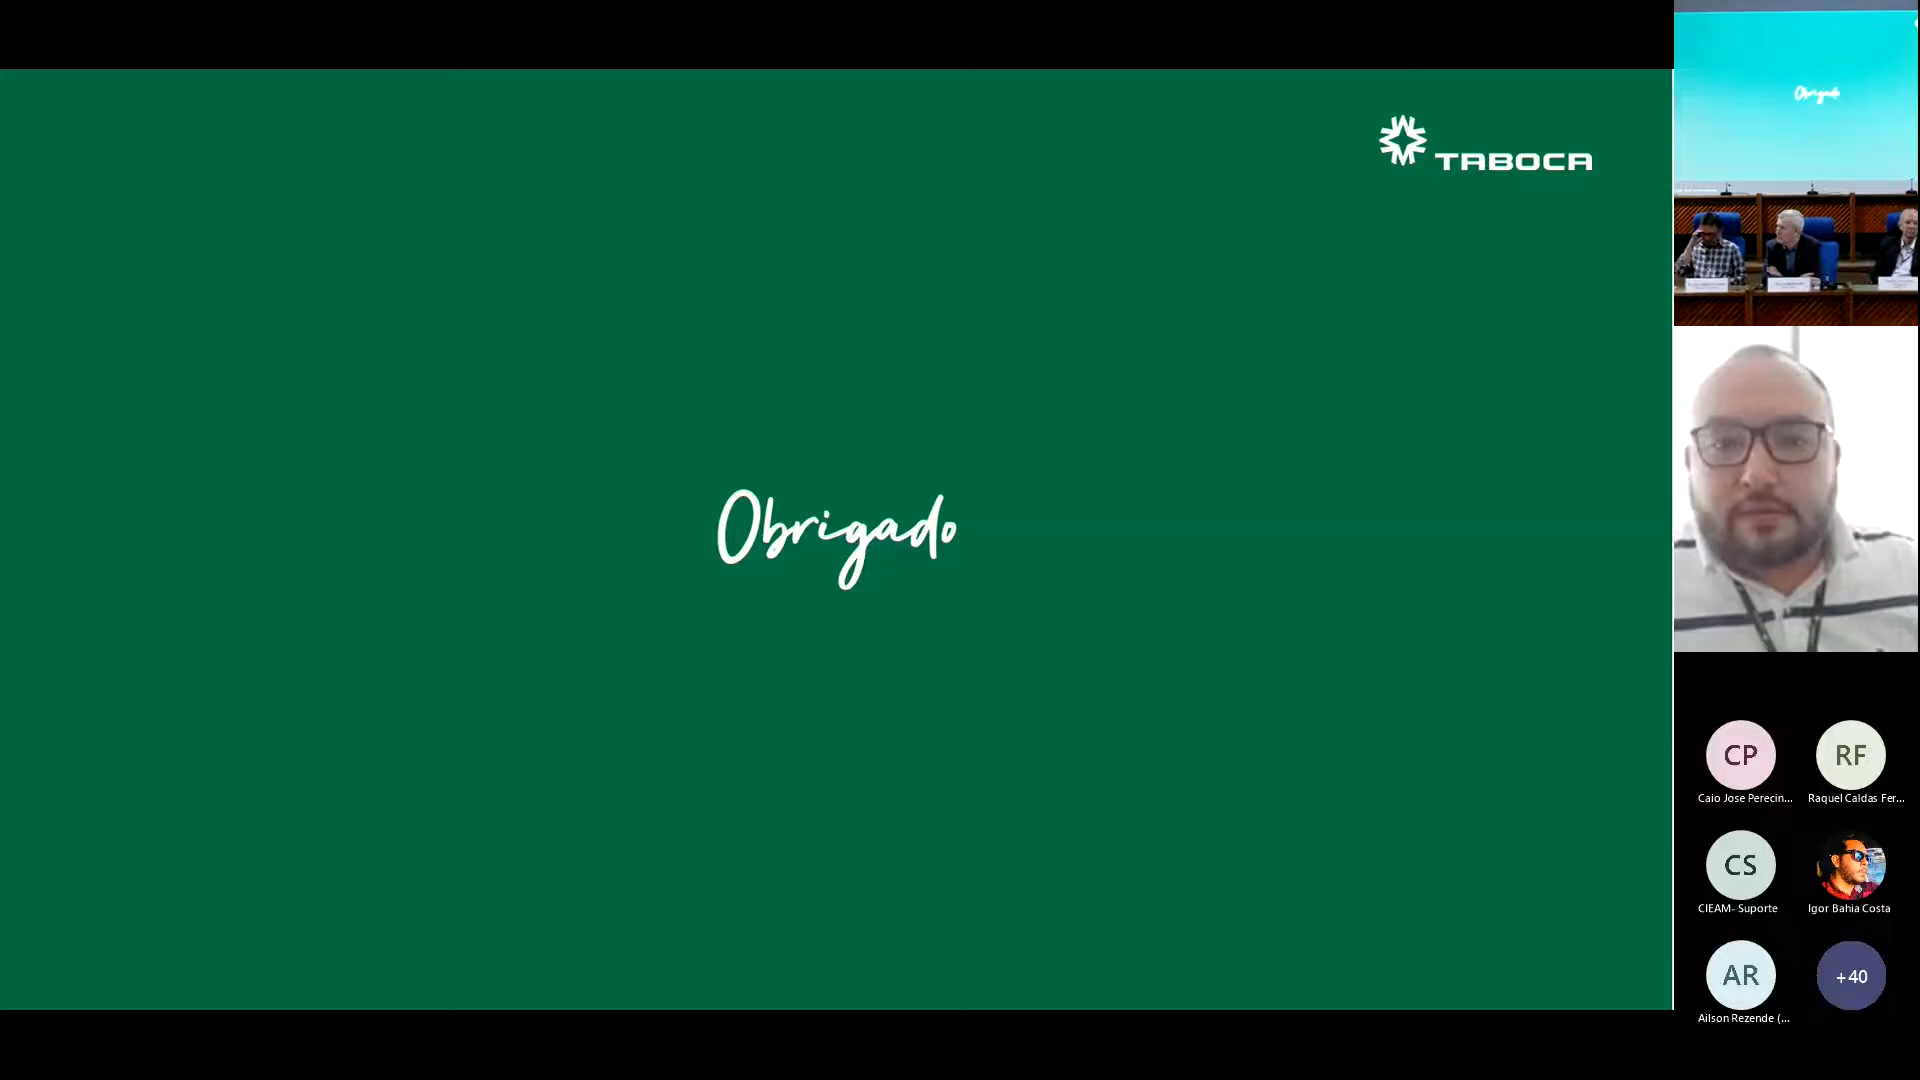 TABOCA
Obrigado
Obrigado
CP
RF
Caio Jose Perecin...
Raquel Caldas Fer...
CS
CIEAM- Suporte
Igor Bahia Costa
AR
+40
Ailson Rezende (...